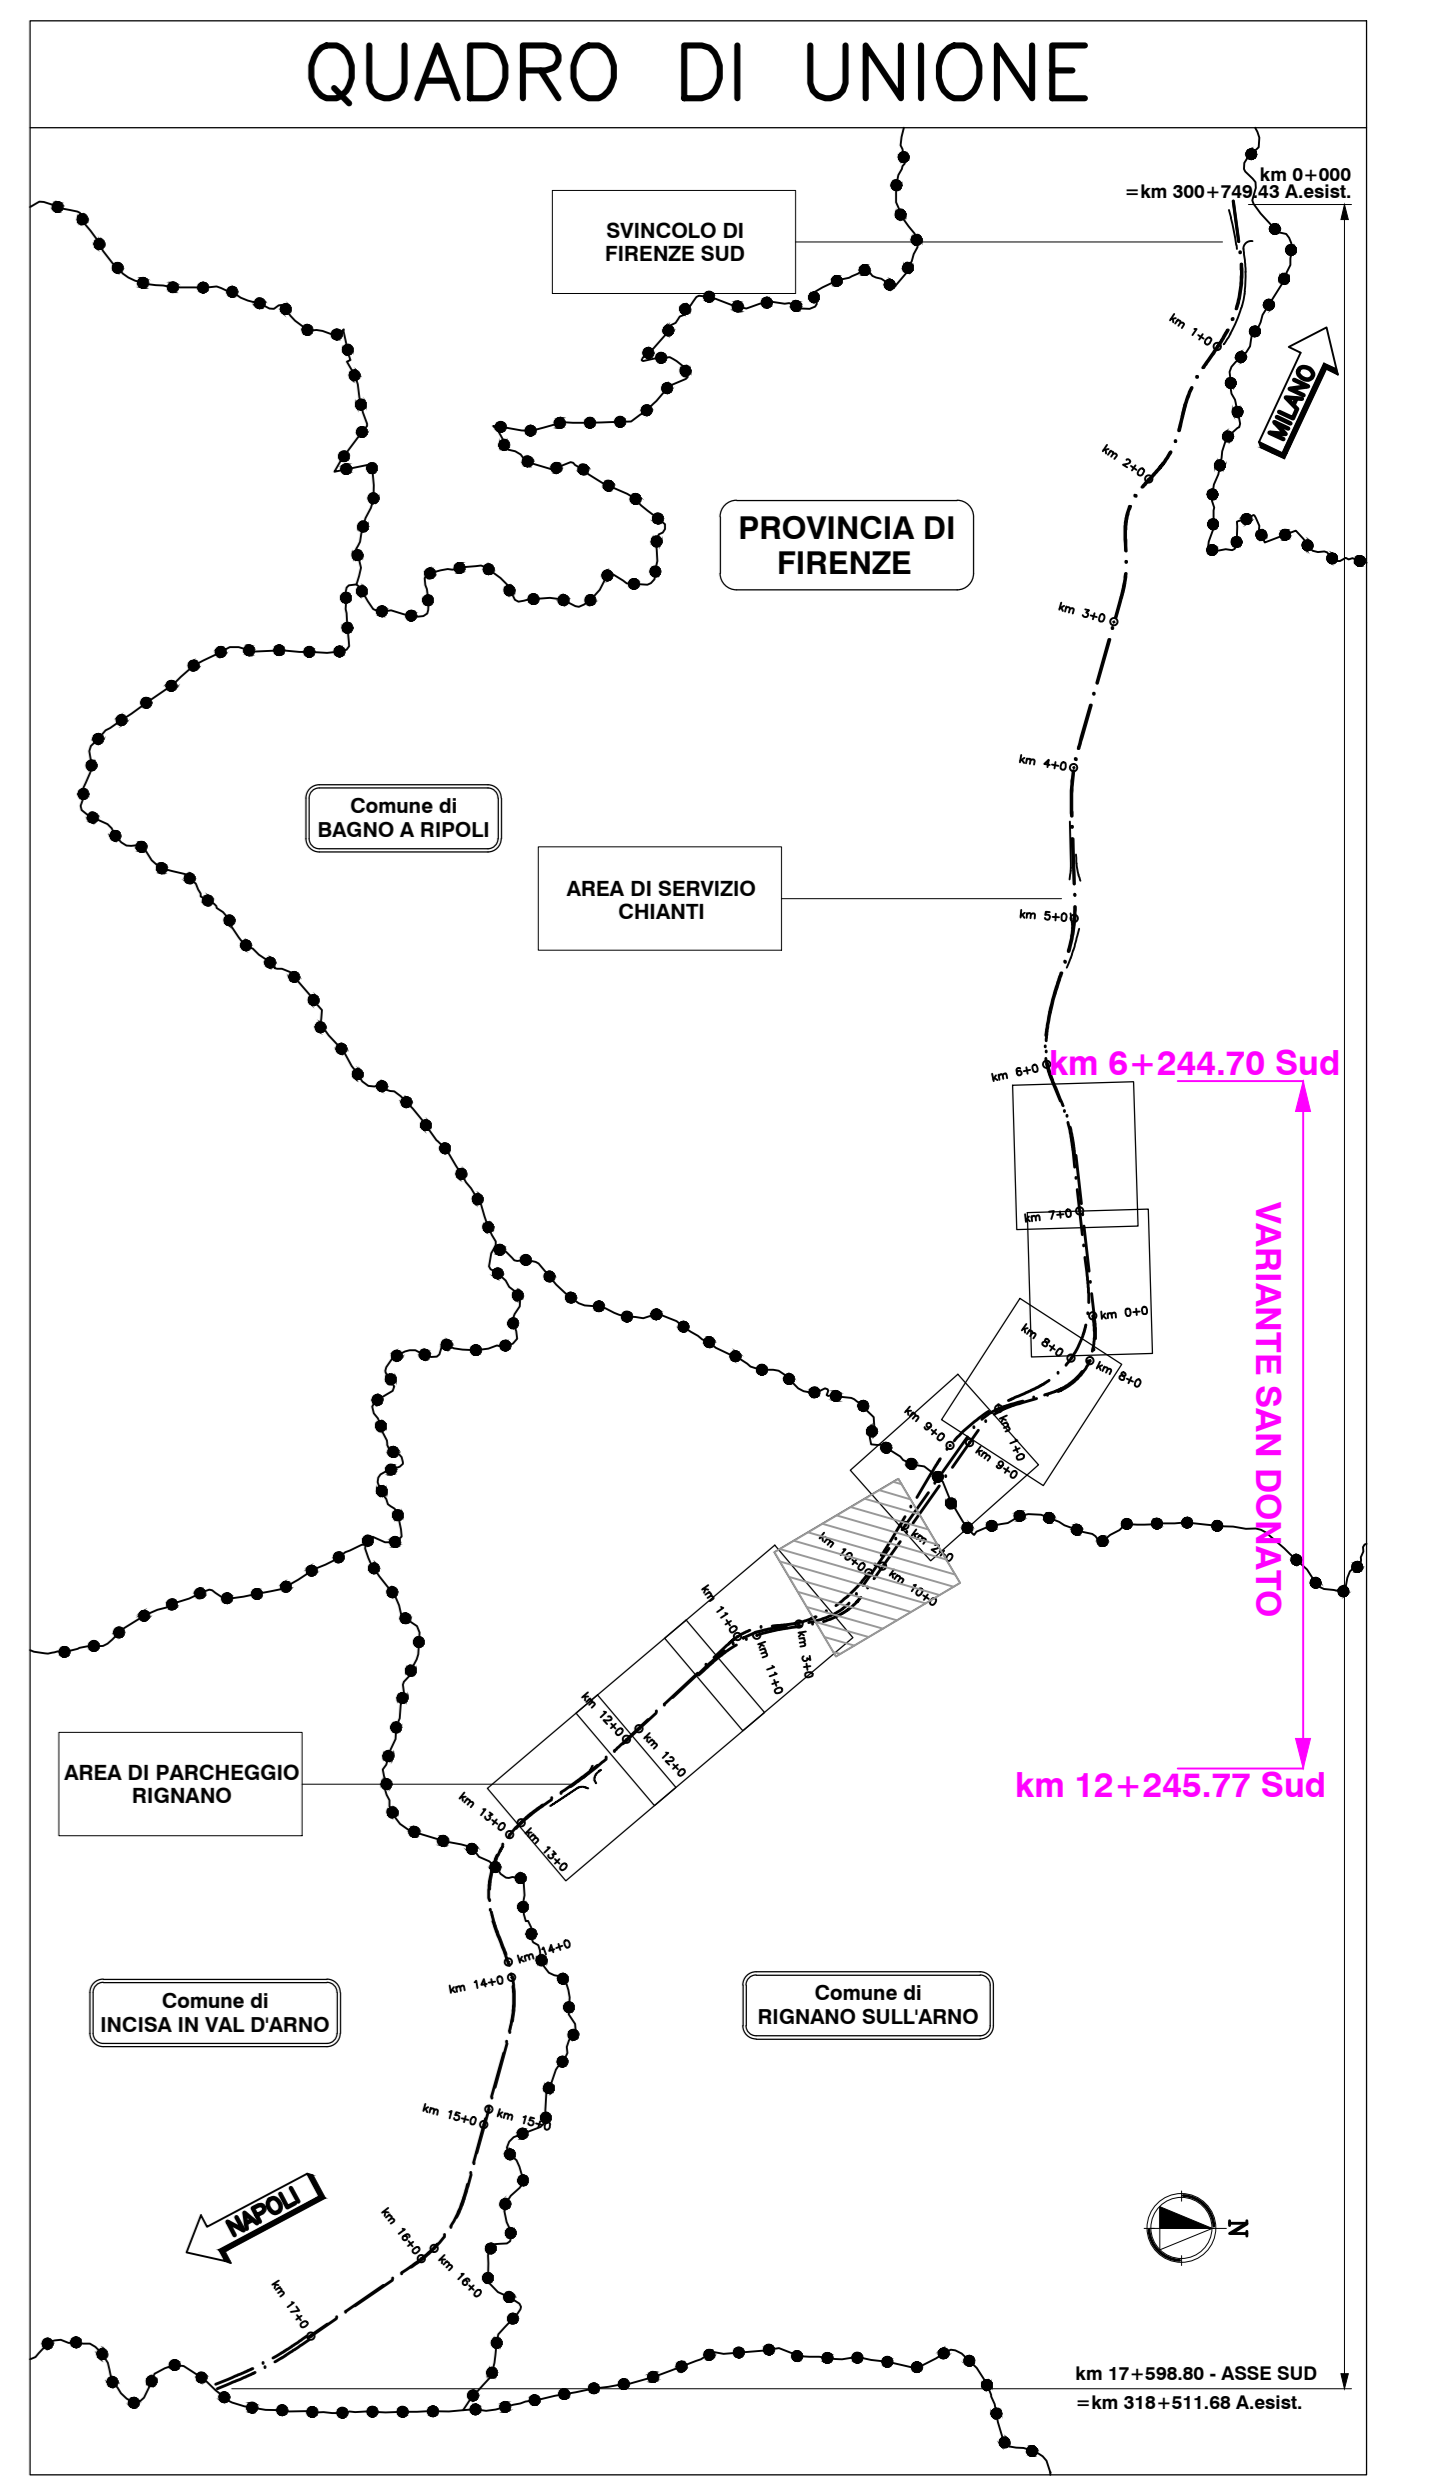 QUADRO DI UNIONE
km 0+000
=km 300+749.43 A.esist.
SVINCOLO DI
FIRENZE SUD
km 1+0
MILANO
km 2+0
PROVINCIA DI
FIRENZE
km 3+0
km 4+0
Comune di
BAGNO A RIPOLI
AREA DI SERVIZIO
CHIANTI
km 5+0
km 6+244.70 Sud
km 6+0
VARIANTE SAN DONATO
km 7+0
km 0+0
km 8+0
km 8+0
km 9+0
km 1+0
km 9+0
km 2+0
km 10+0
km 10+0
km 11+0
km 11+0
km 3+0
km 12+0
km 12+0
AREA DI PARCHEGGIO
RIGNANO
km 12+245.77 Sud
km 13+0
km 13+0
km 14+0
km 14+0
Comune di
INCISA IN VAL D'ARNO
Comune di
RIGNANO SULL'ARNO
km 15+0
km 15+0
NAPOLI
km 16+0
km 16+0
N
km 17+0
km 17+598.80 - ASSE SUD
=km 318+511.68 A.esist.